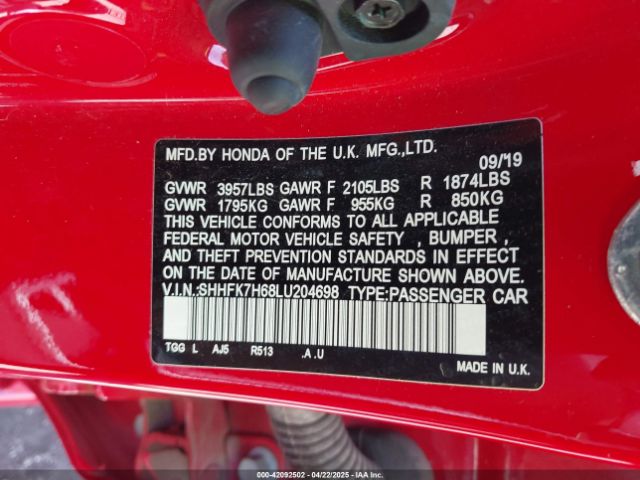 MFD.BY HONDA OF THE U.K. MFG.,LTD.
09/'19
GVWR 3957LBS GAWR F 2105LBS R 1874LBS
GVWR 1795KG GAWR F 955KG R 850KG
THIS VEHICLE CONFORMS TO ALL APPLICABLE
FEDERAL MOTOR VEHICLE SAFETY , BUMPER ,
AND THEFT PREVENTION STANDARDS IN EFFECT
ON THE DATE OF MANUFACTURE SHOWN ABOVE.
V.I.N.:SHHFK7H68LU204698 TYPE:PASSENGER CAR
TGG L AJ5 R513 .A .U
MADE IN U.K.
000-42092502 - 04/22/2025 - IAA Inc.